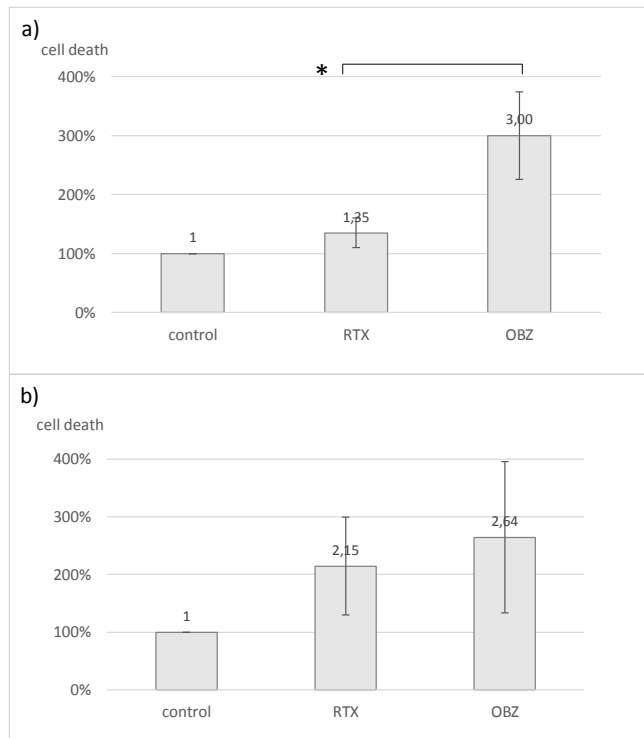 a)
cell death
*
400%
3,00
300%
200%
1,35
1
100%
0%
control RTX OBZ
b)
cell death
400%
300%
2,64
2,15
200%
1
100%
0%
control RTX OBZ